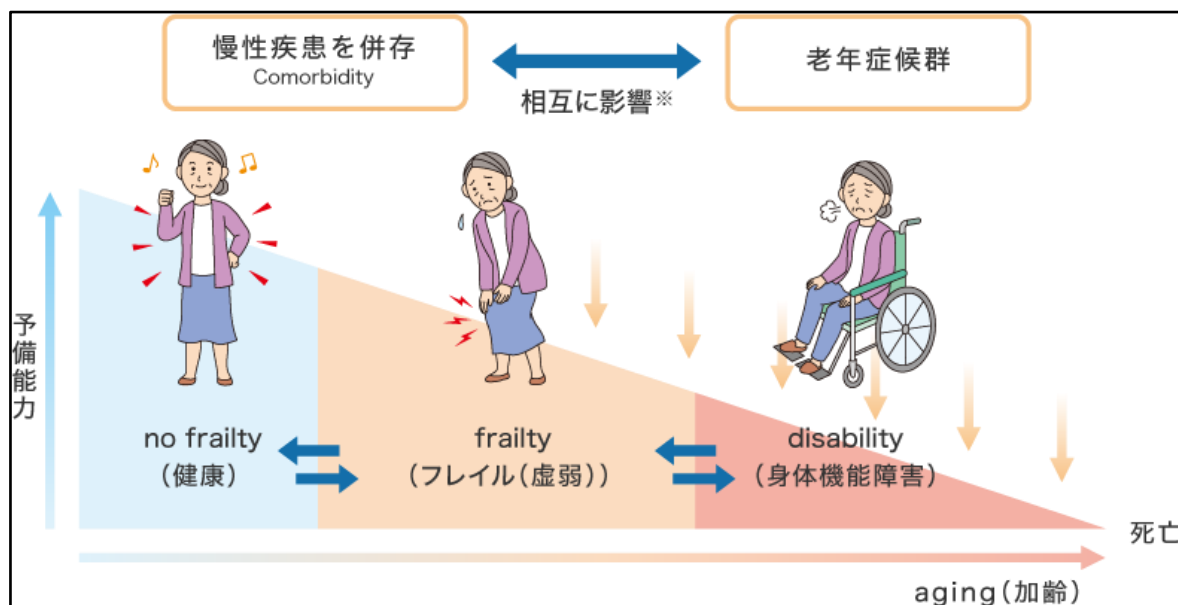 慢性疾患を併存
Comorbidity
相互に影響※
老年症候群
予備能力
no frailty
（健康）
frailty
（フレイル（虚弱））
disability
（身体機能障害）
死亡
aging（加齢）